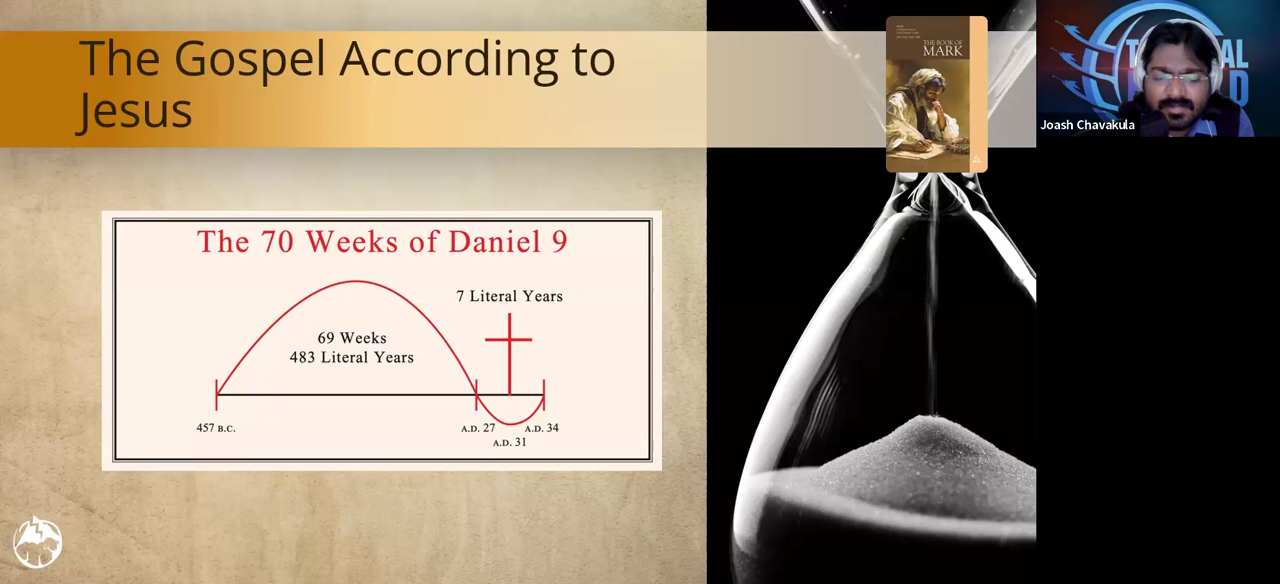 The Gospel According to
Jesus
The 70 Weeks of Daniel 9
7 Literal Years
69 Weeks
483 Literal Years
457 B.C.
A.D. 27
A.D. 34
A.D. 31
THE BOOK OF
MARK
Joash Chavakula